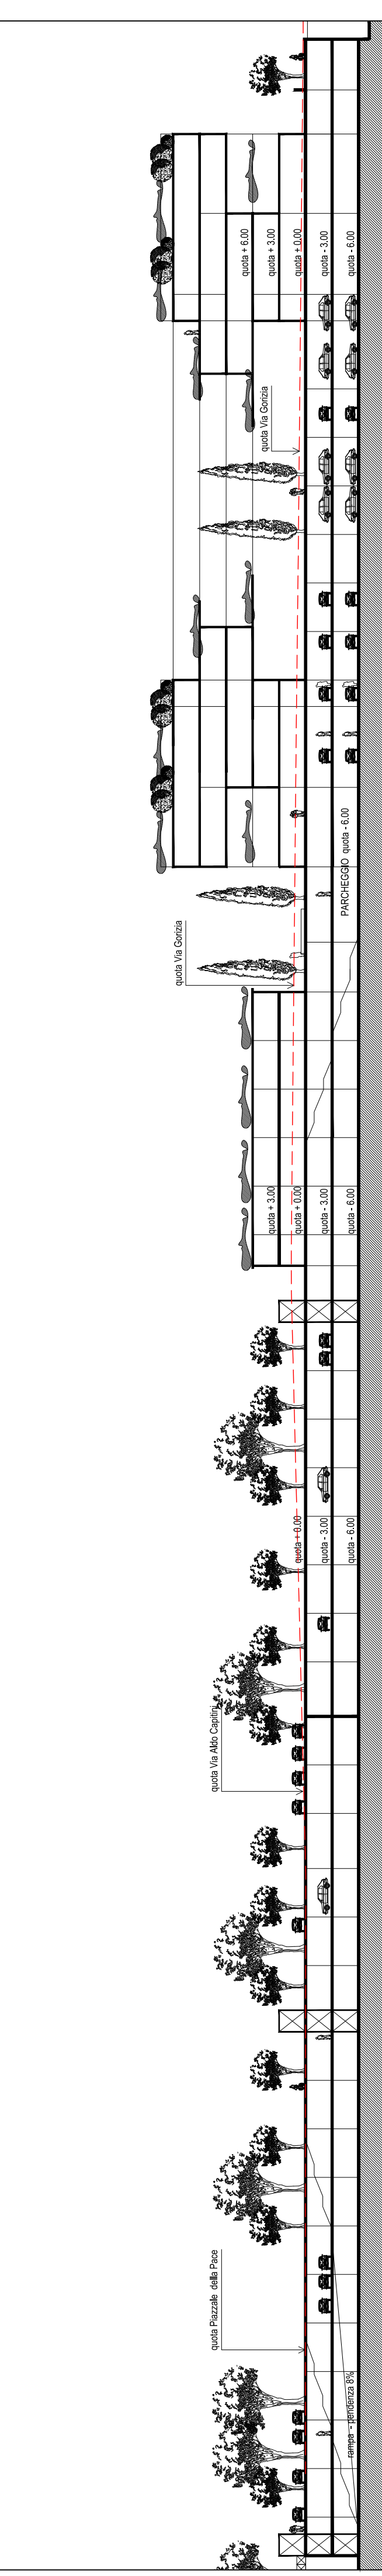 quota + 6.00
quota + 3.00
quota + 0.00
quota - 3.00
quota - 6.00
quota Via Gorizia
PARCHEGGIO quota - 6.00
quota Via Gorizia
quota + 3.00
quota + 0.00
quota - 3.00
quota - 6.00
quota + 0.00
quota - 3.00
quota - 6.00
quota Via Aldo Capitini
quota Piazzale della Pace
rampa - pendenza 8%